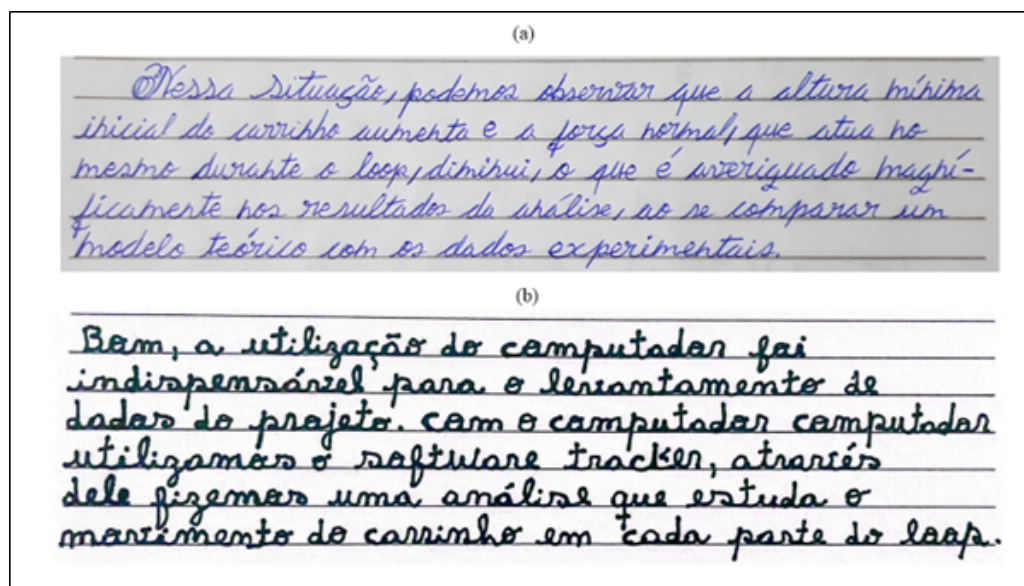 (a)
Nessa situação, podemos observar que a altura mínima
inicial do carrinho aumenta e a força normal, que atua no
mesmo durante o loop, diminui, o que é averiguado magní-
ficamente nos resultados da análise, ao se comparar um
modelo teórico com os dados experimentais.
(b)
Bom, a utilização do computador foi
indispensável para o levantamento de
dados do projeto. com o computador computador
utilizamos o software tracker, através
dele fizemos uma análise que estuda o
movimento do carrinho em cada parte do loop.